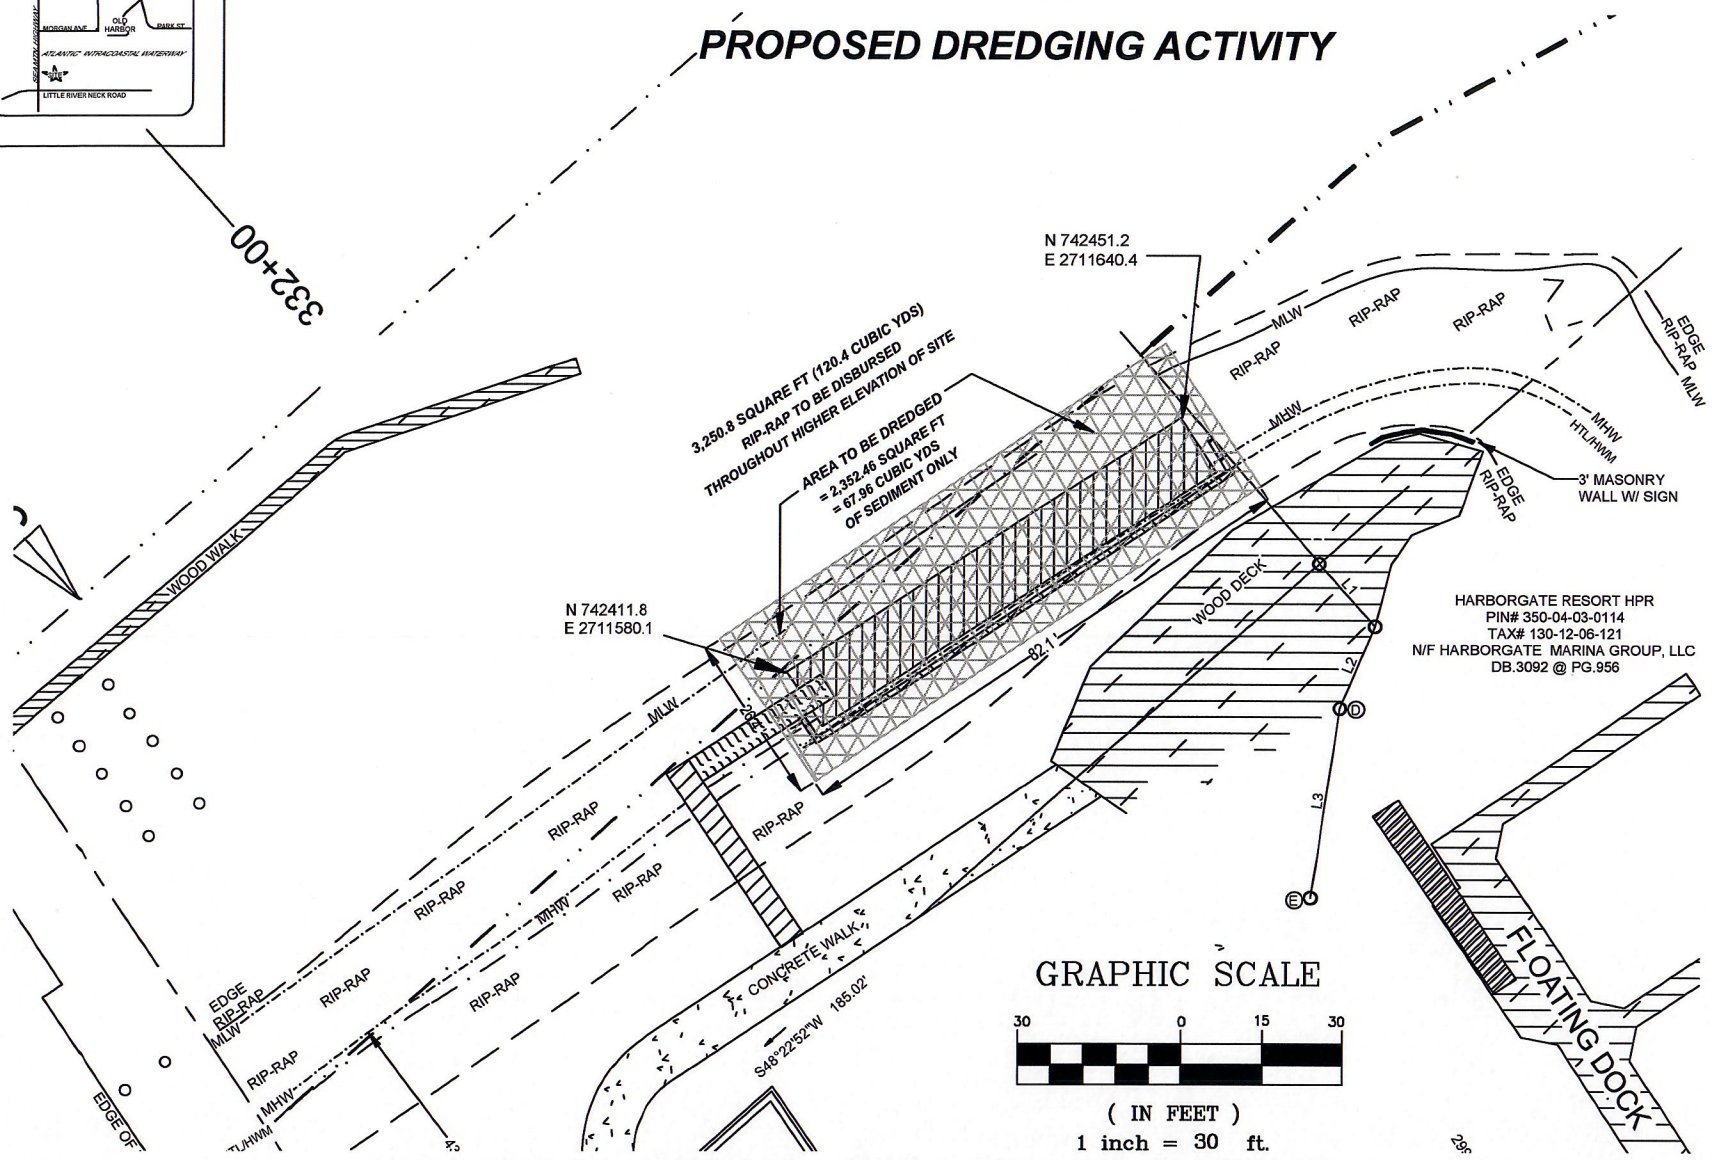 PROPOSED DREDGING ACTIVITY
SEA MTN HIGHWAY
MORGAN AVE
OLD
HARBOR
PARK ST
ATLANTIC INTRACOASTAL WATERWAY
SITE
LITTLE RIVER NECK ROAD
332+00
N 742451.2
E 2711640.4
3,250.8 SQUARE FT (120.4 CUBIC YDS)
RIP-RAP TO BE DISBURSED
THROUGHOUT HIGHER ELEVATION OF SITE
AREA TO BE DREDGED
= 2,352.46 SQUARE FT
= 67.96 CUBIC YDS
OF SEDIMENT ONLY
MLW
RIP-RAP
RIP-RAP
RIP-RAP
EDGE
RIP-RAP
MLW
MHW
MHW
HTL/HWM
EDGE
RIP-RAP
3' MASONRY
WALL W/ SIGN
WOOD WALK
N 742411.8
E 2711580.1
WOOD DECK
82.1'
L1
L2
D
L3
E
HARBORGATE RESORT HPR
PIN# 350-04-03-0114
TAX# 130-12-06-121
N/F HARBORGATE MARINA GROUP, LLC
DB.3092 @ PG.956
MLW
RIP-RAP
RIP-RAP
RIP-RAP
RIP-RAP
MHW
CONCRETE WALK
EDGE
RIP-RAP
MLW
RIP-RAP
RIP-RAP
RIP-RAP
MHW
S48°22'52"W 185.02'
EDGE OF
GRAPHIC SCALE
30 0 15 30
( IN FEET )
1 inch = 30 ft.
FLOATING DOCK